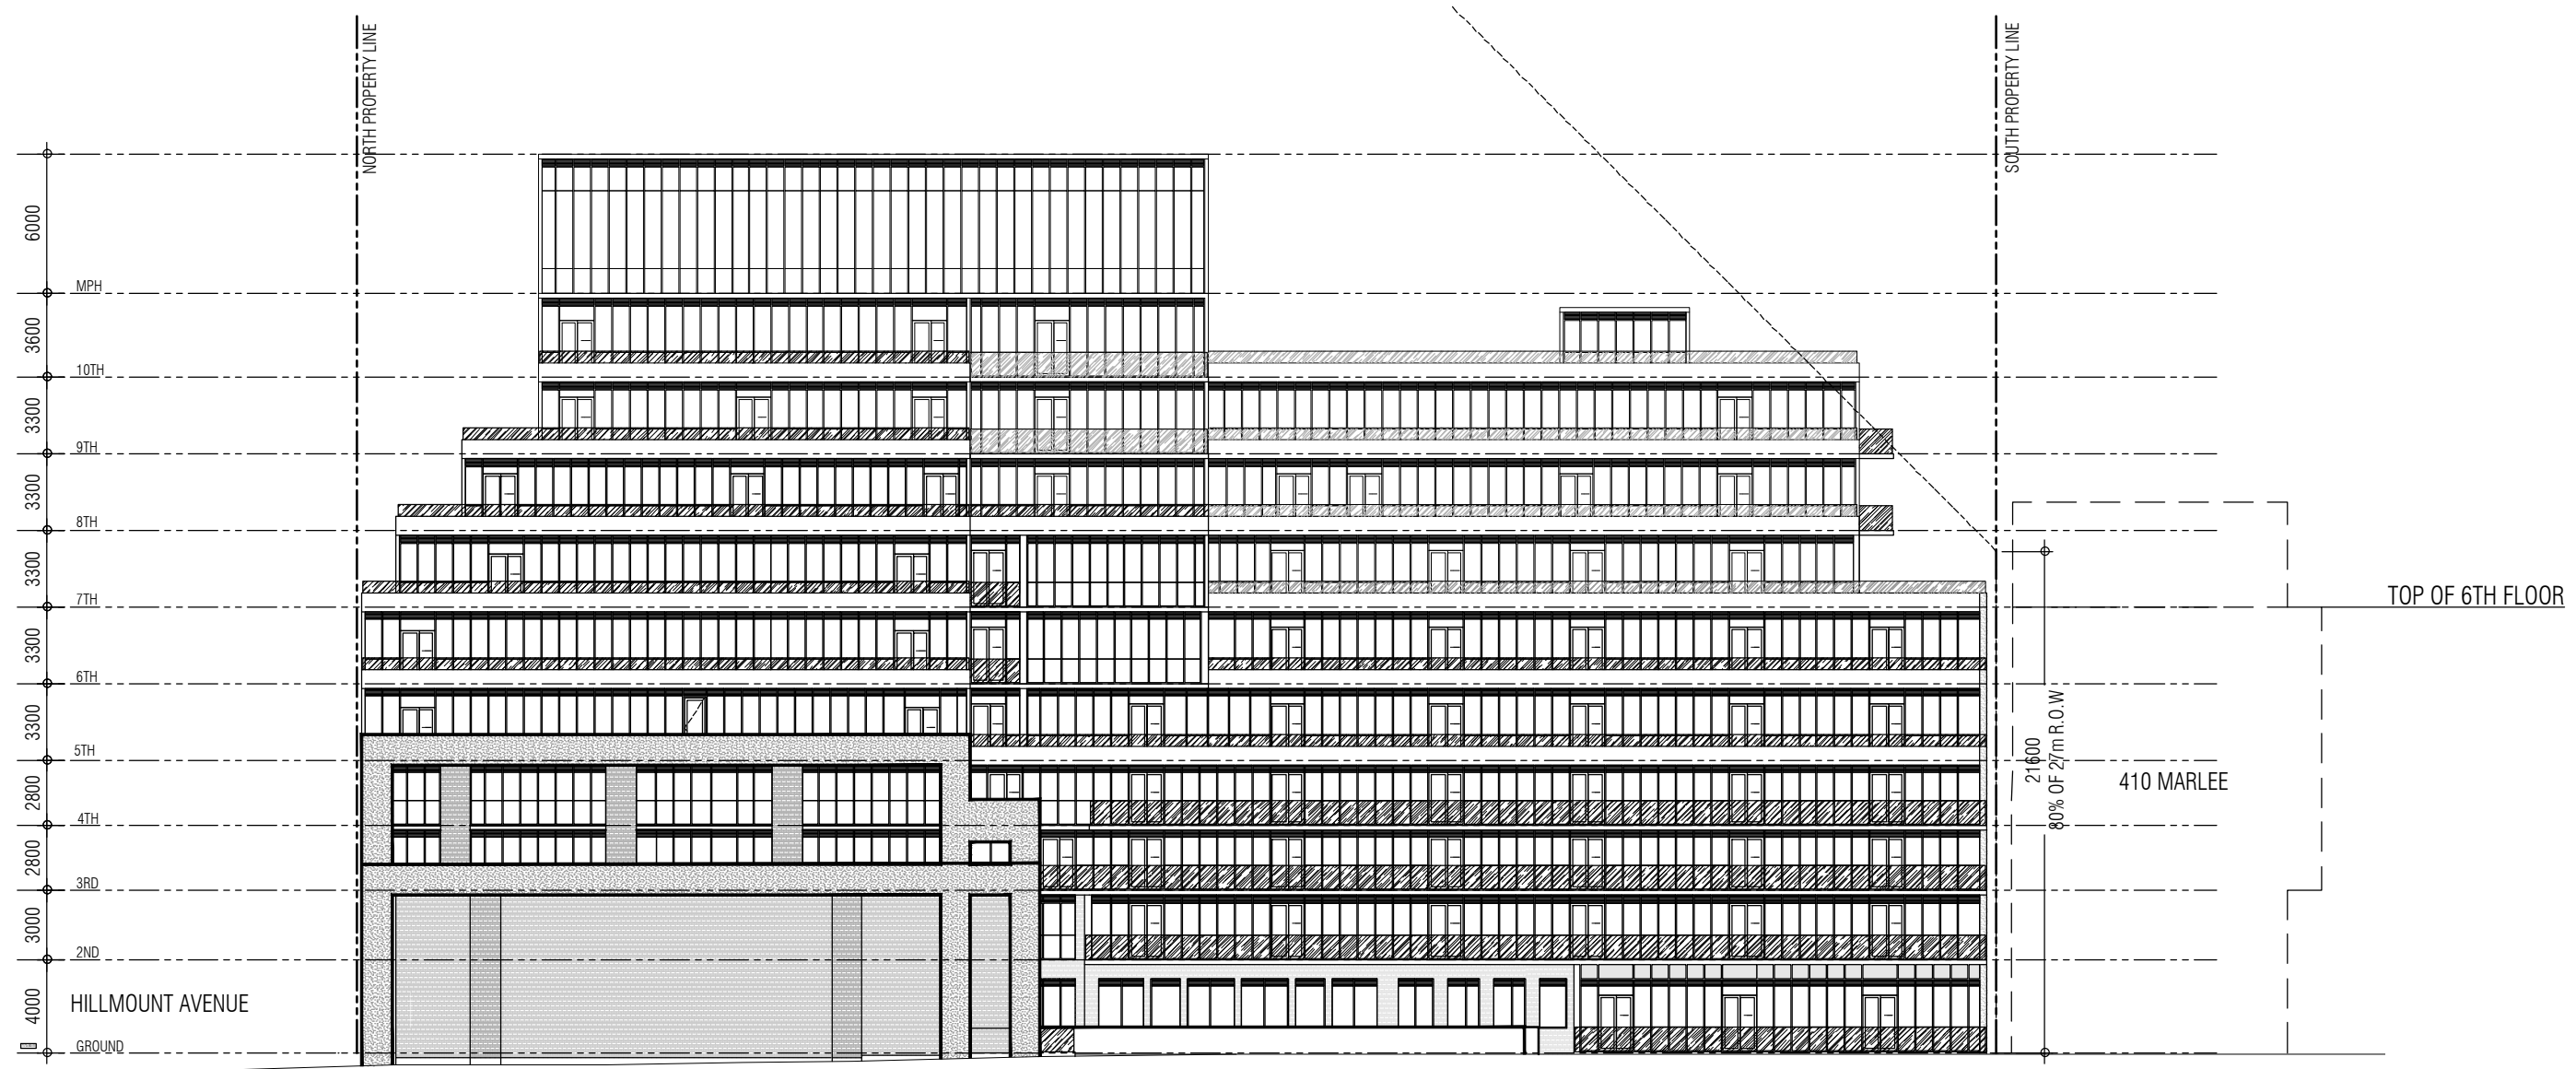 NORTH PROPERTY LINE
SOUTH PROPERTY LINE
6000
MPH
3600
10TH
3300
9TH
3300
8TH
3300
7TH
TOP OF 6TH FLOOR
3300
6TH
3300
5TH
21600
80% OF 27m R.O.W
410 MARLEE
2800
4TH
2800
3RD
3000
2ND
4000
HILLMOUNT AVENUE
GROUND